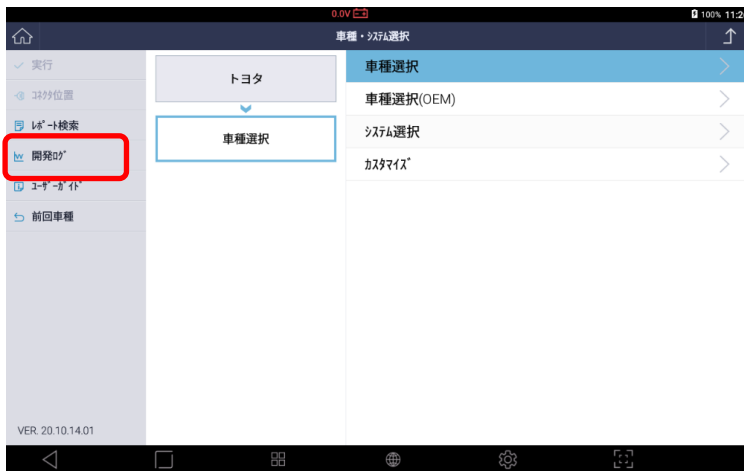 0.0V
100% 11:2
車種・ｼｽﾃﾑ選択
実行
ｺﾈｸﾀ位置
ﾚﾎﾟｰﾄ検索
開発ﾛｸﾞ
ﾕｰｻﾞｰｶﾞｲﾄﾞ
前回車種
VER. 20.10.14.01
トヨタ
車種選択
車種選択
車種選択(OEM)
ｼｽﾃﾑ選択
ｶｽﾀﾏｲｽﾞ